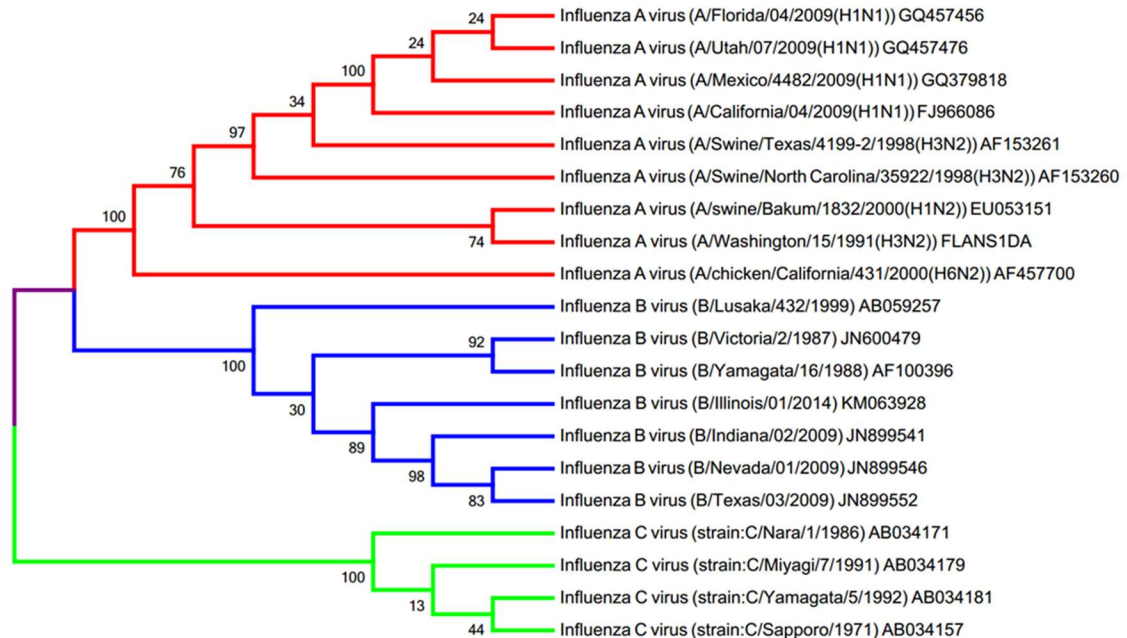 24
Influenza A virus (A/Florida/04/2009(H1N1)) GQ457456
24
Influenza A virus (A/Utah/07/2009(H1N1)) GQ457476
100
Influenza A virus (A/Mexico/4482/2009(H1N1)) GQ379818
34
Influenza A virus (A/California/04/2009(H1N1)) FJ966086
97
Influenza A virus (A/Swine/Texas/4199-2/1998(H3N2)) AF153261
76
Influenza A virus (A/Swine/North Carolina/35922/1998(H3N2)) AF153260
100
Influenza A virus (A/swine/Bakum/1832/2000(H1N2)) EU053151
74
Influenza A virus (A/Washington/15/1991(H3N2)) FLANS1DA
Influenza A virus (A/chicken/California/431/2000(H6N2)) AF457700
Influenza B virus (B/Lusaka/432/1999) AB059257
92
Influenza B virus (B/Victoria/2/1987) JN600479
100
Influenza B virus (B/Yamagata/16/1988) AF100396
30
Influenza B virus (B/Illinois/01/2014) KM063928
89
Influenza B virus (B/Indiana/02/2009) JN899541
98
Influenza B virus (B/Nevada/01/2009) JN899546
83
Influenza B virus (B/Texas/03/2009) JN899552
Influenza C virus (strain:C/Nara/1/1986) AB034171
100
Influenza C virus (strain:C/Miyagi/7/1991) AB034179
13
Influenza C virus (strain:C/Yamagata/5/1992) AB034181
44
Influenza C virus (strain:C/Sapporo/1971) AB034157